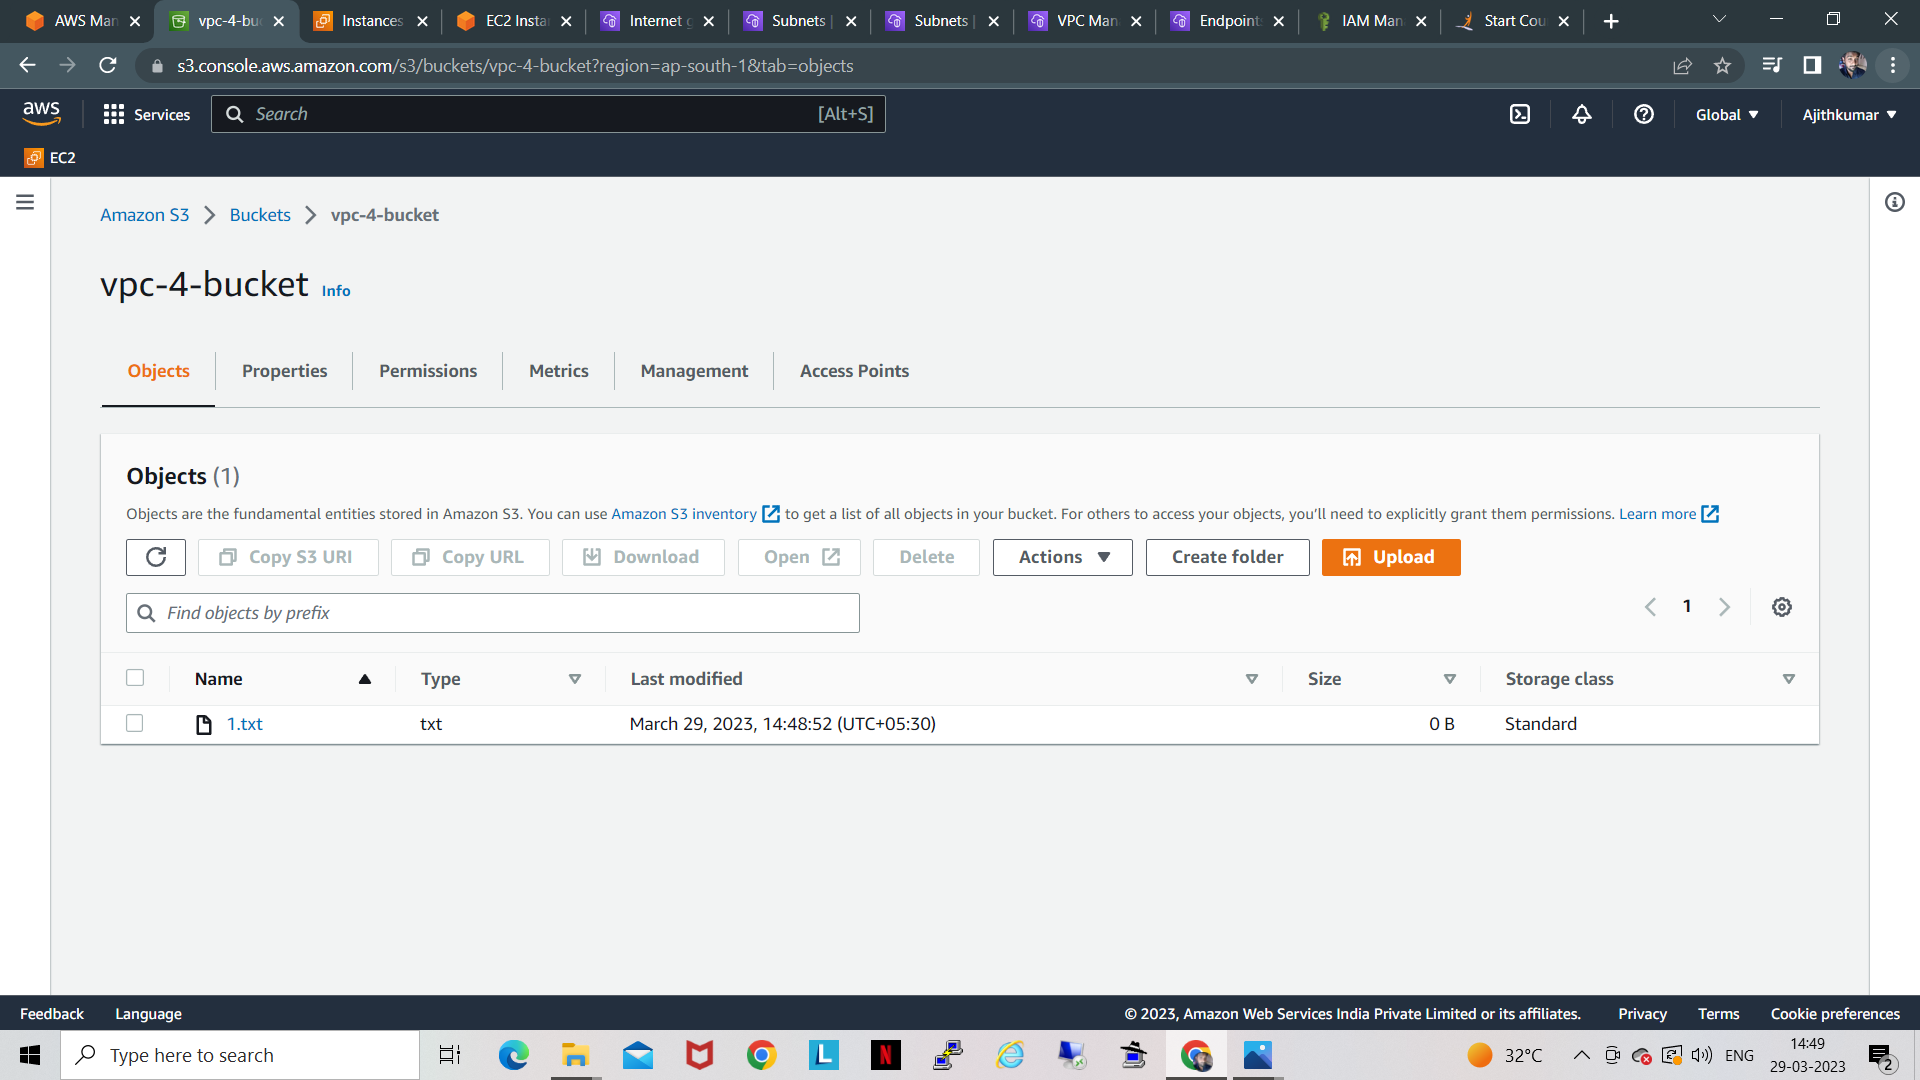 AWS Man
vpc-4-bu
Instances
EC2 Insta
Internet g
Subnets |
Subnets |
VPC Man
Endpoint
IAM Man
Start Cou
s3.console.aws.amazon.com/s3/buckets/vpc-4-bucket?region=ap-south-1&tab=objects
aws
Services
Search
[Alt+S]
Global
Ajithkumar
EC2
Amazon S3 > Buckets > vpc-4-bucket
vpc-4-bucket Info
Objects
Properties
Permissions
Metrics
Management
Access Points
Objects (1)
Objects are the fundamental entities stored in Amazon S3. You can use Amazon S3 inventory to get a list of all objects in your bucket. For others to access your objects, you'll need to explicitly grant them permissions. Learn more
Copy S3 URI
Copy URL
Download
Open
Delete
Actions
Create folder
Upload
Find objects by prefix
1
Name
Type
Last modified
Size
Storage class
1.txt
txt
March 29, 2023, 14:48:52 (UTC+05:30)
0 B
Standard
Feedback
Language
© 2023, Amazon Web Services India Private Limited or its affiliates.
Privacy
Terms
Cookie preferences
Type here to search
L
N
32°C
ENG
14:49
29-03-2023
2